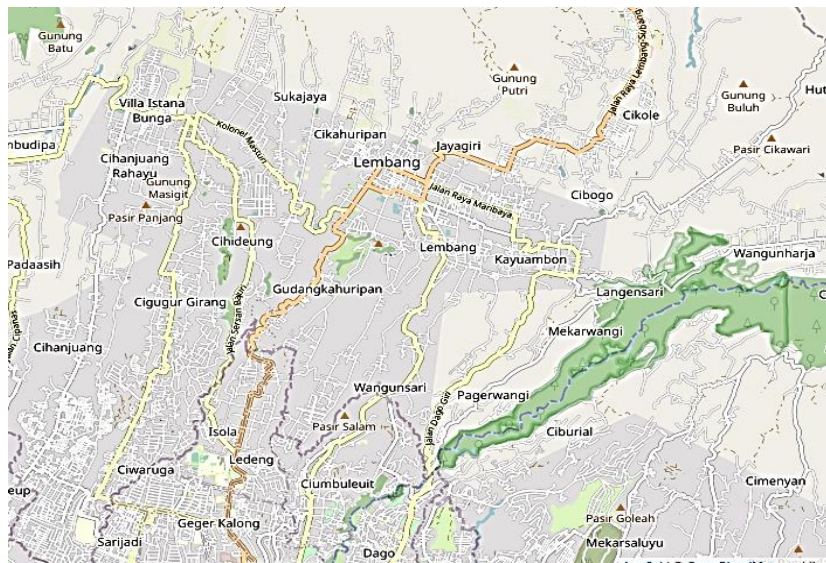 Gunung
Batu
Villa Istana
Bunga
mbudipa
Cihanjuang
Rahayu
Gunung
Masigit
Pasir Panjang
Padaasih
Sukajaya
Cikahuripan
Kolonel Masturi
Lembang
Jayagiri
Gunung
Putri
Jalan Raya Lembang
Cikole
Gunung
Buluh
Hut
Pasir Cikawari
Jalan Raya Maribaya
Cibogo
Cihideung
Lembang
Kayuambon
Wangunharja
Gudangkahuripan
Langensari
Cigugur Girang
Jalan Sersan Bajuri
Cihanjuang
Mekarwangi
Wangunsari
Pagerwangi
Jalan Dago Giri
Pasir Salam
Isola
Ciburial
Ledeng
Ciwaruga
Ciumbuleuit
Cimenyan
eup
Geger Kalong
Pasir Goleah
Sarijadi
Dago
Mekarsaluyu